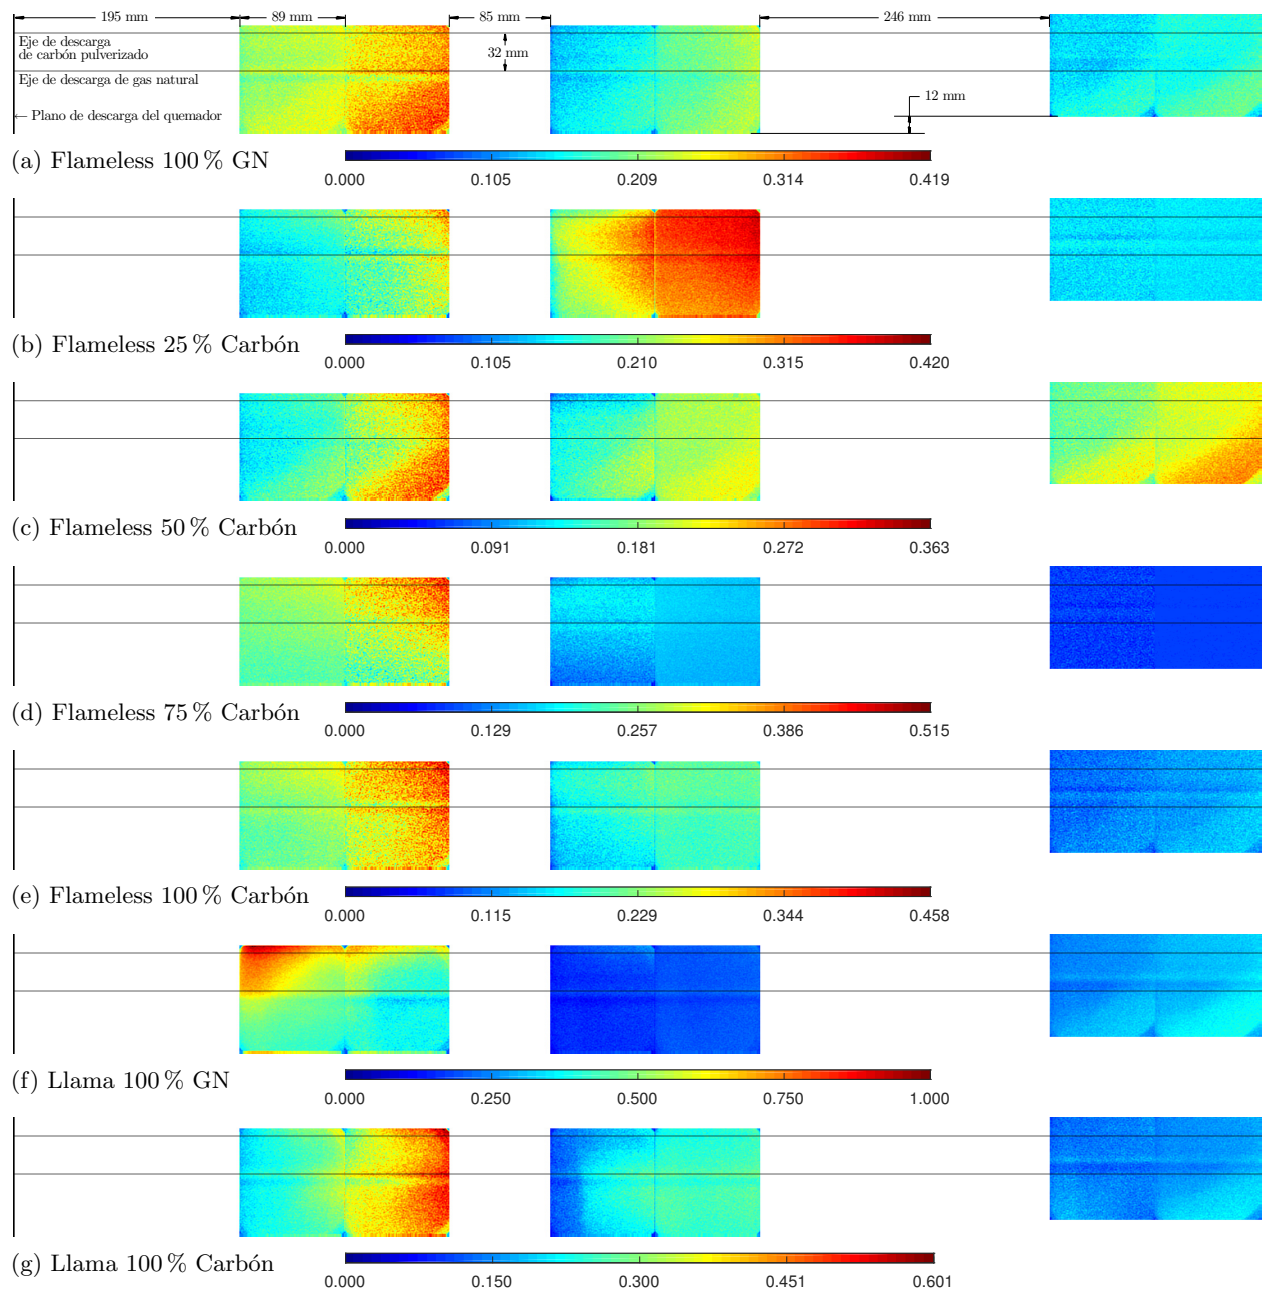 195 mm 89 mm 85 mm 246 mm
Eje de descarga
de carbón pulverizado
32 mm
Eje de descarga de gas natural
12 mm
← Plano de descarga del quemador
(a) Flameless 100 % GN
0.000 0.105 0.209 0.314 0.419
(b) Flameless 25 % Carbón
0.000 0.105 0.210 0.315 0.420
(c) Flameless 50 % Carbón
0.000 0.091 0.181 0.272 0.363
(d) Flameless 75 % Carbón
0.000 0.129 0.257 0.386 0.515
(e) Flameless 100 % Carbón
0.000 0.115 0.229 0.344 0.458
(f) Llama 100 % GN
0.000 0.250 0.500 0.750 1.000
(g) Llama 100 % Carbón
0.000 0.150 0.300 0.451 0.601